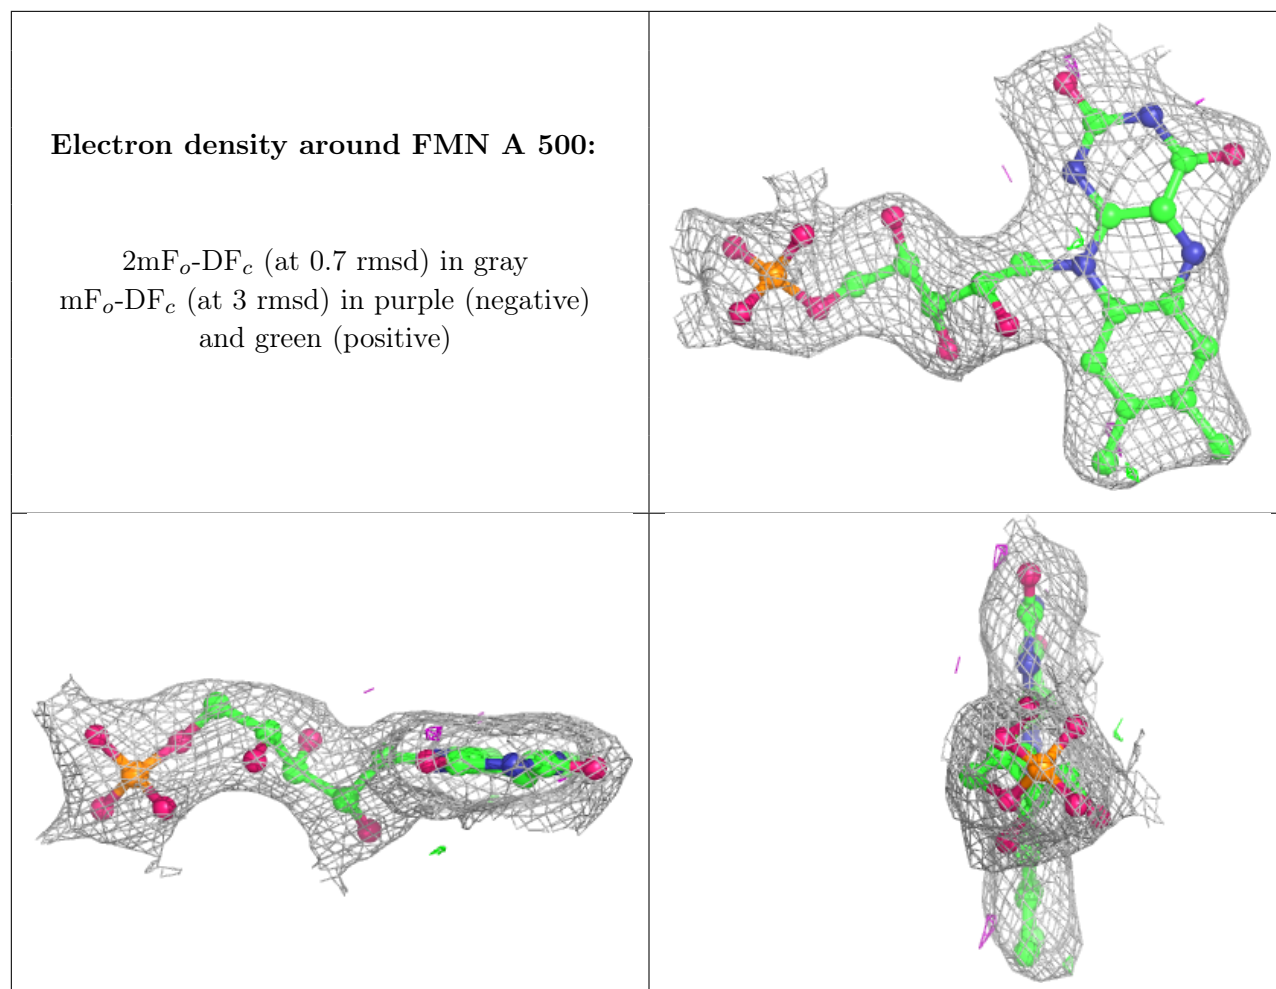 Electron density around FMN A 500:
2mFo-DFc (at 0.7 rmsd) in gray
mFo-DFc (at 3 rmsd) in purple (negative)
and green (positive)